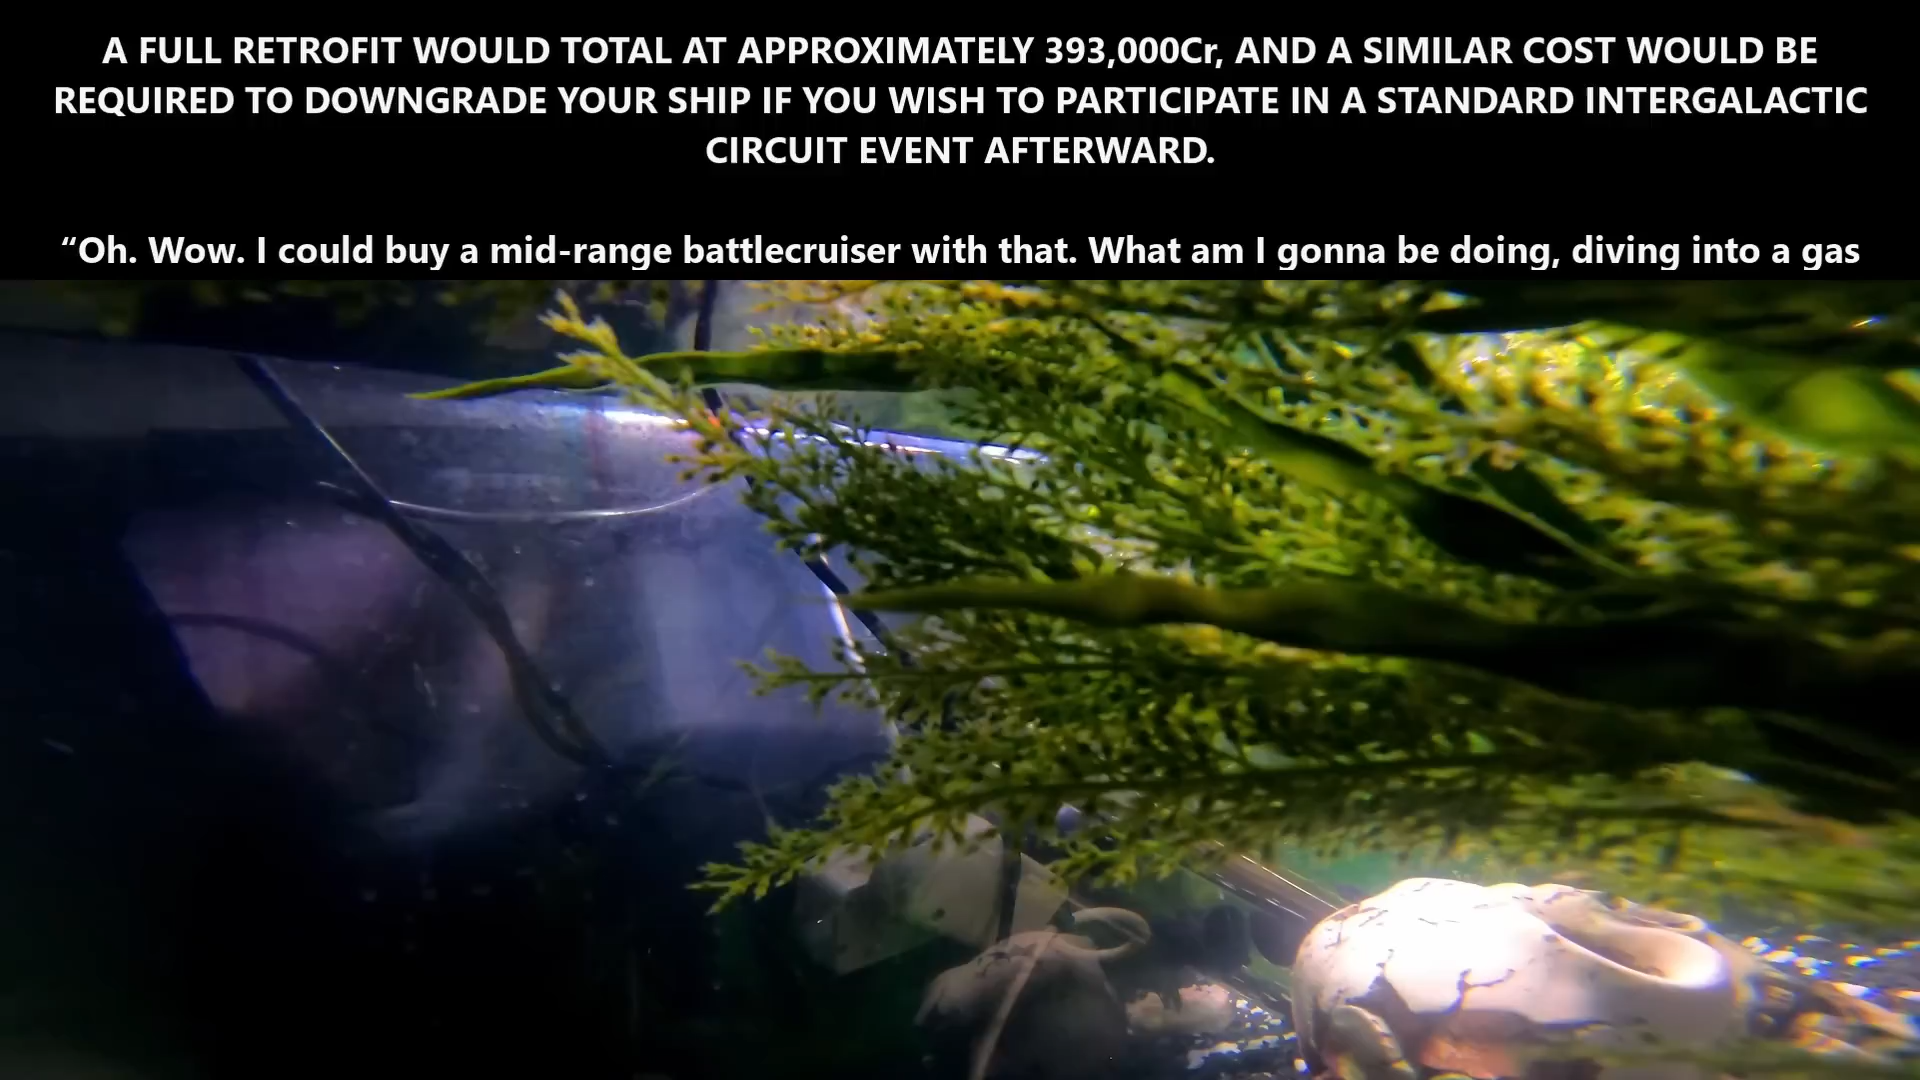 A FULL RETROFIT WOULD TOTAL AT APPROXIMATELY 393,000Cr, AND A SIMILAR COST WOULD BE
REQUIRED TO DOWNGRADE YOUR SHIP IF YOU WISH TO PARTICIPATE IN A STANDARD INTERGALACTIC
CIRCUIT EVENT AFTERWARD.
“Oh. Wow. I could buy a mid-range battlecruiser with that. What am I gonna be doing, diving into a gas